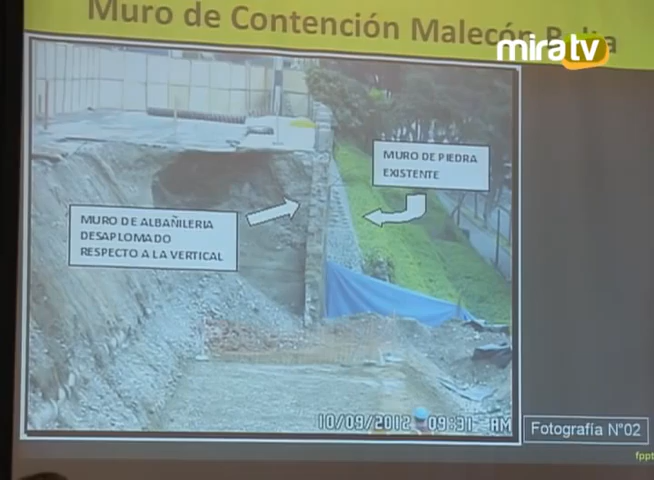 Muro de Contención Malecón
miratv
MURO DE PIEDRA
EXISTENTE
MURO DE ALBAÑILERIA
DESAPLOMADO
RESPECTO A LA VERTICAL
10/09/2012 09:31 AM
Fotografía N°02
fppt